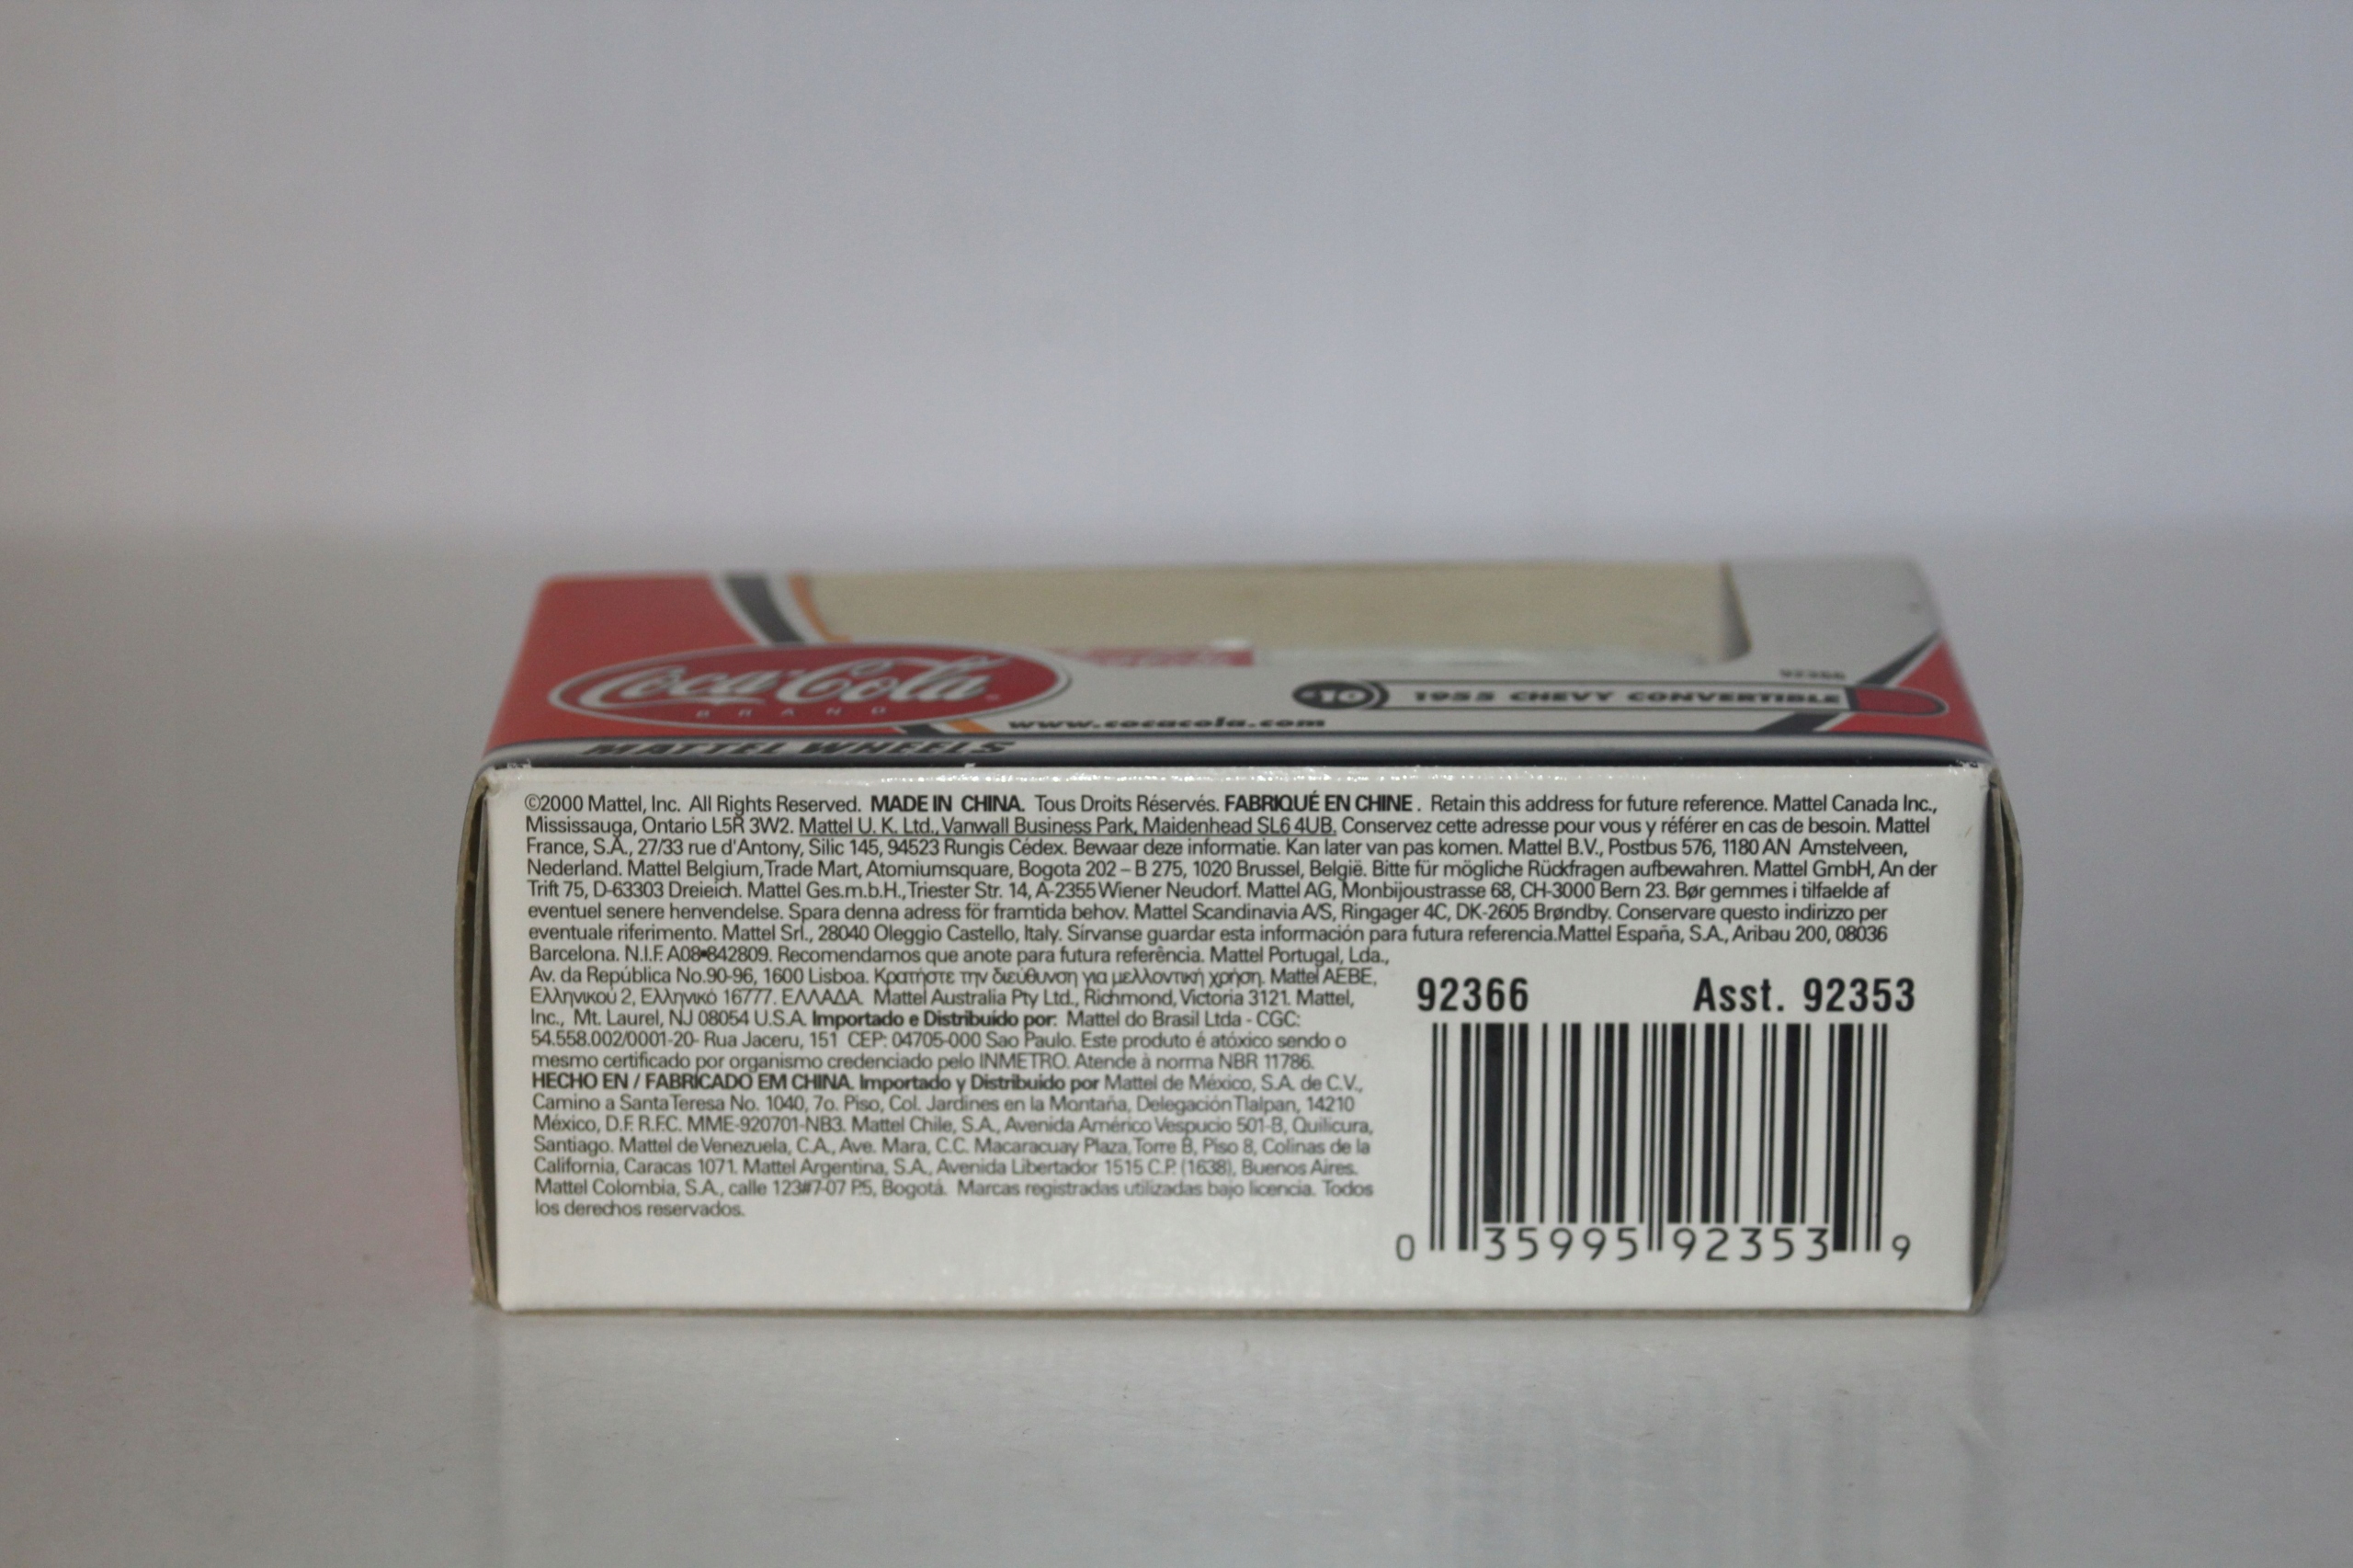 Coca-Cola
BRAND
92366
#10 1955 CHEVY CONVERTIBLE
www.cocacola.com
MATTEL WHEELS
©2000 Mattel, Inc. All Rights Reserved. MADE IN CHINA. Tous Droits Réservés. FABRIQUÉ EN CHINE. Retain this address for future reference. Mattel Canada Inc.,
Mississauga, Ontario L5R 3W2. Mattel U. K. Ltd., Vanwall Business Park, Maidenhead SL6 4UB. Conservez cette adresse pour vous y référer en cas de besoin. Mattel
France, S.A., 27/33 rue d'Antony, Silic 145, 94523 Rungis Cédex. Bewaar deze informatie. Kan later van pas komen. Mattel B.V., Postbus 576, 1180 AN Amstelveen,
Nederland. Mattel Belgium, Trade Mart, Atomiumsquare, Bogota 202 – B 275, 1020 Brussel, België. Bitte für mögliche Rückfragen aufbewahren. Mattel GmbH, An der
Trift 75, D-63303 Dreieich. Mattel Ges.m.b.H., Triester Str. 14, A-2355 Wiener Neudorf. Mattel AG, Monbijoustrasse 68, CH-3000 Bern 23. Bør gemmes i tilfaelde af
eventuel senere henvendelse. Spara denna adress för framtida behov. Mattel Scandinavia A/S, Ringager 4C, DK-2605 Brøndby. Conservare questo indirizzo per
eventuale riferimento. Mattel Srl., 28040 Oleggio Castello, Italy. Sírvanse guardar esta información para futura referencia.Mattel España, S.A., Aribau 200, 08036
Barcelona. N.I.F. A08•842809. Recomendamos que anote para futura referência. Mattel Portugal, Lda.,
Av. da República No.90-96, 1600 Lisboa. Κρατήστε την διεύθυνση για μελλοντική χρήση. Mattel AEBE,
Ελληνικού 2, Ελληνικό 16777. ΕΛΛΑΔΑ. Mattel Australia Pty Ltd., Richmond, Victoria 3121. Mattel,
Inc., Mt. Laurel, NJ 08054 U.S.A. Importado e Distribuido por: Mattel do Brasil Ltda - CGC:
54.558.002/0001-20- Rua Jaceru, 151 CEP: 04705-000 Sao Paulo. Este produto é atóxico sendo o
mesmo certificado por organismo credenciado pelo INMETRO. Atende à norma NBR 11786.
HECHO EN / FABRICADO EM CHINA. Importado y Distribuido por Mattel de México, S.A. de C.V.,
Camino a Santa Teresa No. 1040, 7o. Piso, Col. Jardines en la Montaña, Delegación Tlalpan, 14210
México, D.F. R.F.C. MME-920701-NB3. Mattel Chile, S.A., Avenida Américo Vespucio 501-B, Quilicura,
Santiago. Mattel de Venezuela, C.A., Ave. Mara, C.C. Macaracuay Plaza, Torre B, Piso 8, Colinas de la
California, Caracas 1071. Mattel Argentina, S.A., Avenida Libertador 1515 C.P. (1638), Buenos Aires.
Mattel Colombia, S.A., calle 123#7-07 P.5, Bogotá. Marcas registradas utilizadas bajo licencia. Todos
los derechos reservados.
92366 Asst. 92353
0 35995 92353 9